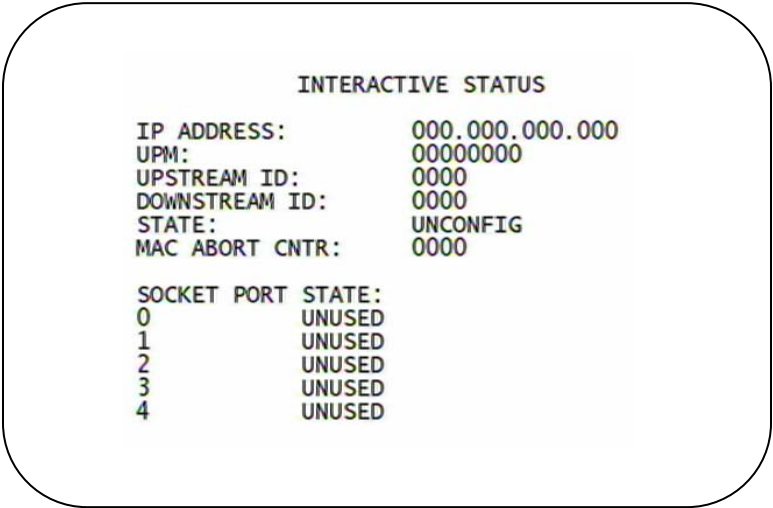 INTERACTIVE STATUS
IP ADDRESS: 000.000.000.000
UPM: 00000000
UPSTREAM ID: 0000
DOWNSTREAM ID: 0000
STATE: UNCONFIG
MAC ABORT CNTR: 0000
SOCKET PORT STATE:
0 UNUSED
1 UNUSED
2 UNUSED
3 UNUSED
4 UNUSED